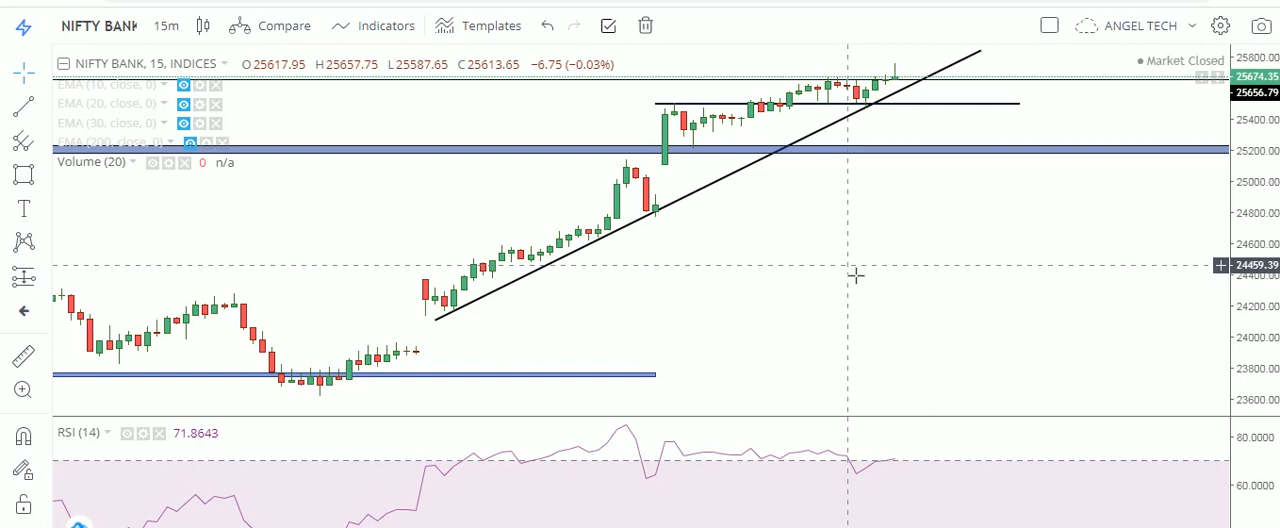 NIFTY BANK 15m Compare Indicators Templates ANGEL TECH
NIFTY BANK, 15, INDICES O 25617.95 H 25657.75 L 25587.65 C 25613.65 −6.75 (−0.03%)
Market Closed
EMA (10, close, 0)
EMA (20, close, 0)
EMA (30, close, 0)
EMA (200, close, 0)
Volume (20) 0 n/a
25800.00
25674.35
25656.79
25400.00
25200.00
25000.00
24800.00
24600.00
24459.39
24400.00
24200.00
24000.00
23800.00
23600.00
RSI (14) 71.8643
80.0000
60.0000